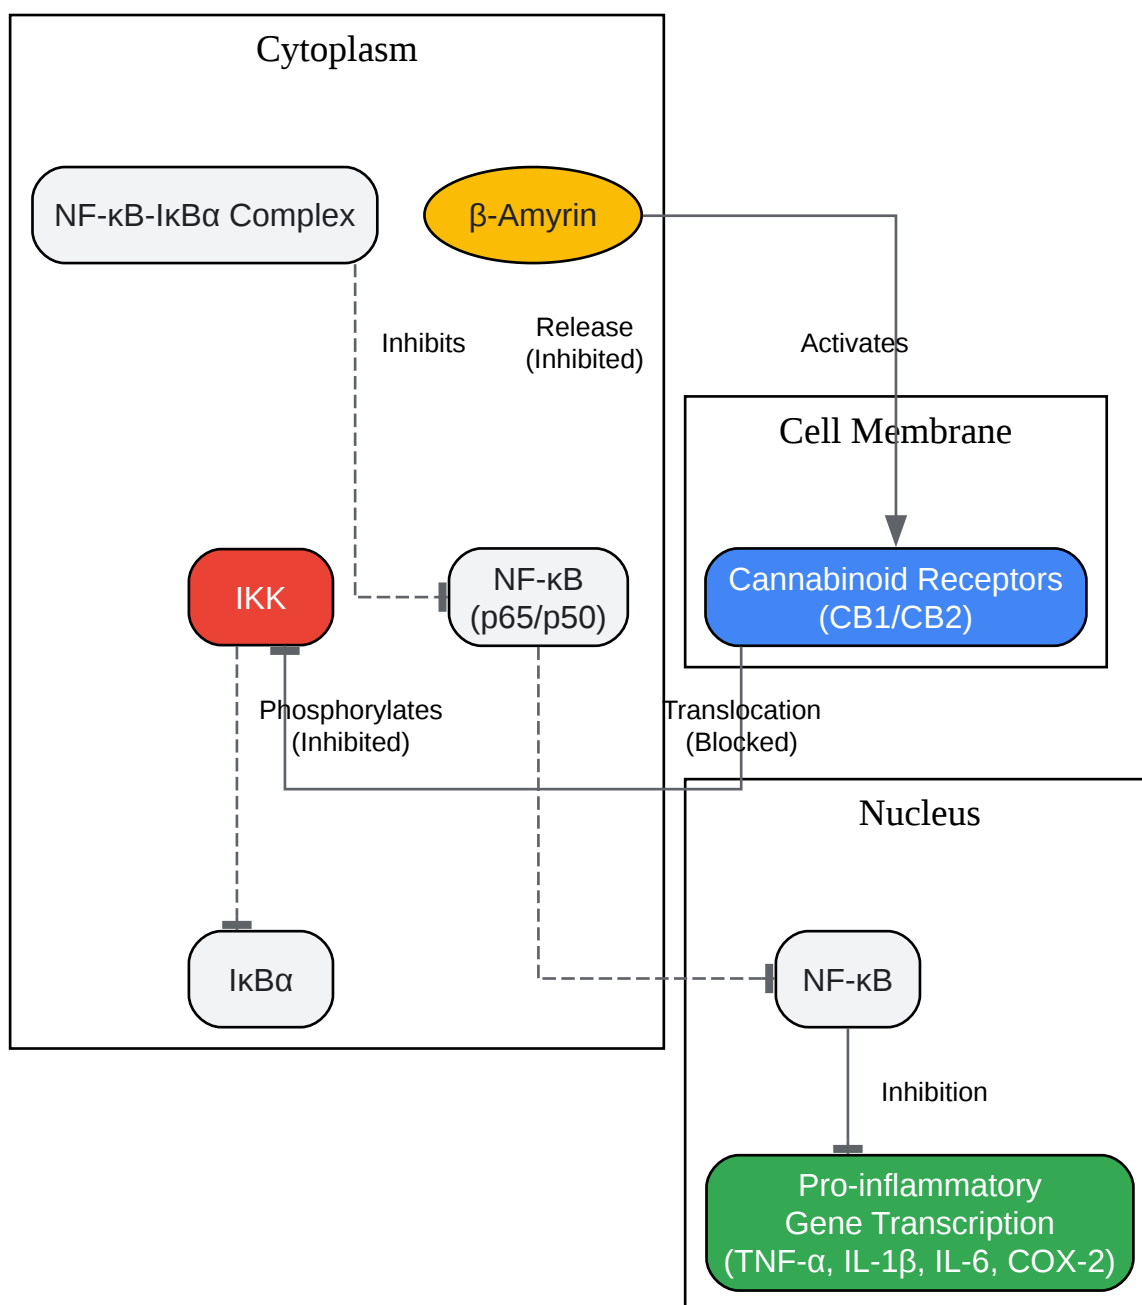 Cytoplasm
NF-κB-IκBα Complex
β-Amyrin
Inhibits
Release
(Inhibited)
Activates
Cell Membrane
IKK
NF-κB
(p65/p50)
Cannabinoid Receptors
(CB1/CB2)
Phosphorylates
(Inhibited)
Translocation
(Blocked)
Nucleus
IκBα
NF-κB
Inhibition
Pro-inflammatory
Gene Transcription
(TNF-α, IL-1β, IL-6, COX-2)